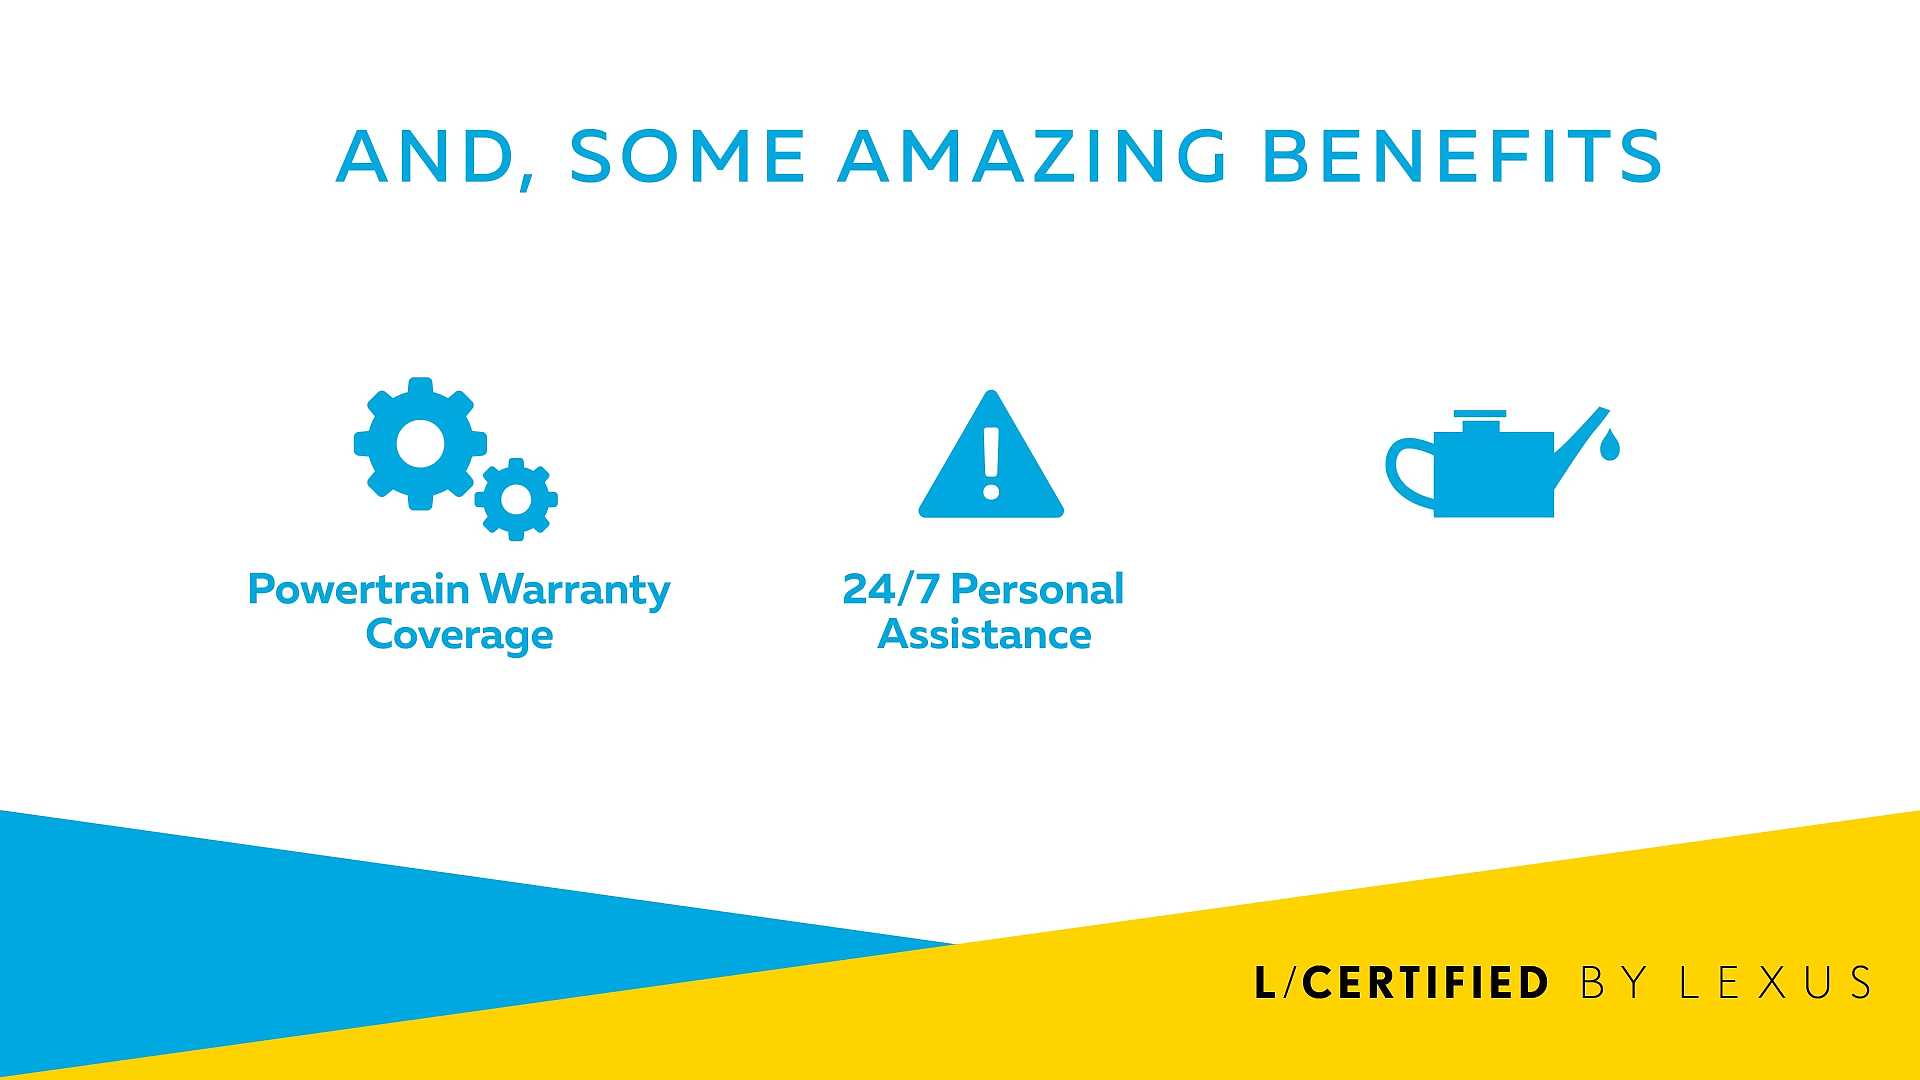 AND, SOME AMAZING BENEFITS
Powertrain Warranty
Coverage
24/7 Personal
Assistance
L/CERTIFIED BY LEXUS